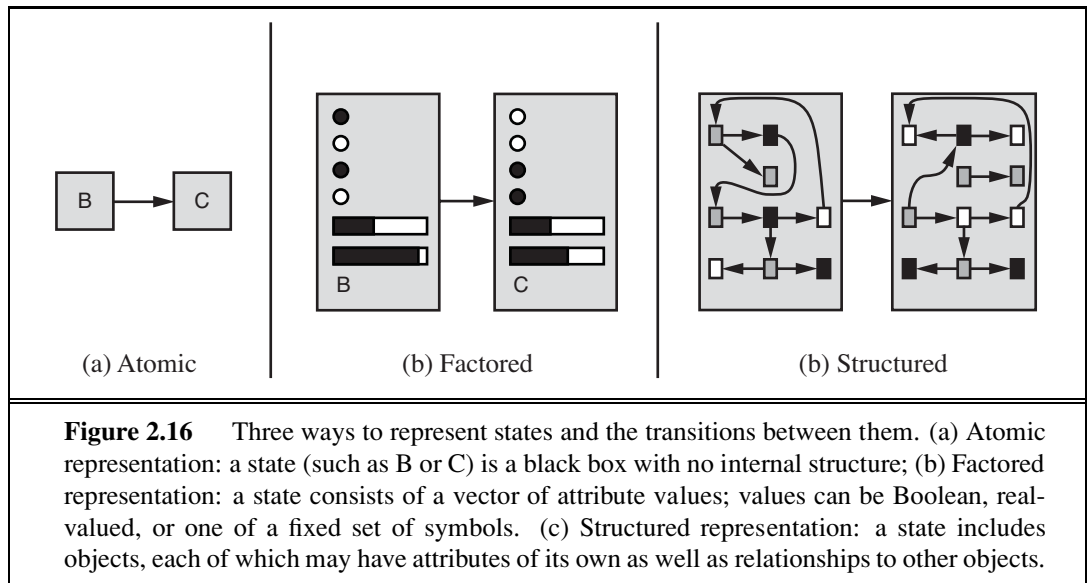 B
C
B
C
(a) Atomic
(b) Factored
(b) Structured
Figure 2.16 Three ways to represent states and the transitions between them. (a) Atomic
representation: a state (such as B or C) is a black box with no internal structure; (b) Factored
representation: a state consists of a vector of attribute values; values can be Boolean, real-
valued, or one of a fixed set of symbols. (c) Structured representation: a state includes
objects, each of which may have attributes of its own as well as relationships to other objects.